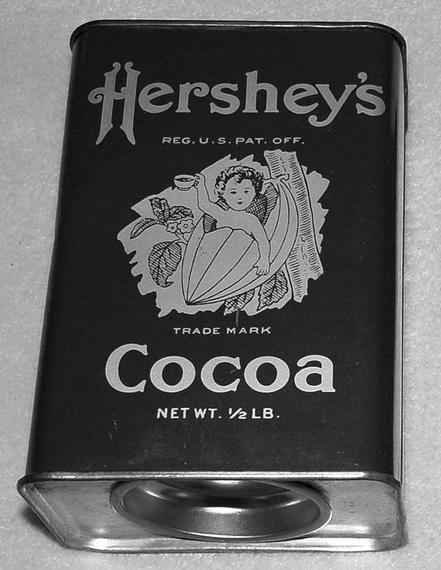 Hershey's
REG. U.S. PAT. OFF.
TRADE MARK
Cocoa
NET WT. ½ LB.